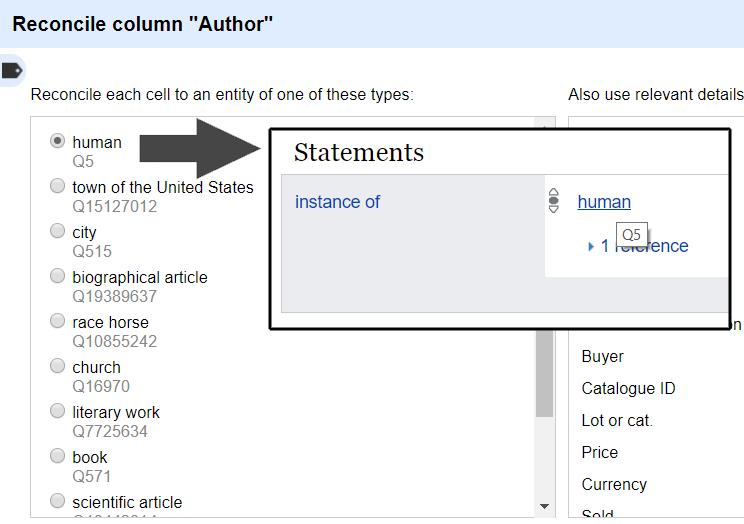 Reconcile column "Author"
Reconcile each cell to an entity of one of these types:
human
Q5
town of the United States
Q15127012
city
Q515
biographical article
Q19389637
race horse
Q10855242
church
Q16970
literary work
Q7725634
book
Q571
scientific article
Statements
instance of
human
Q5
1 reference
Also use relevant details
Buyer
Catalogue ID
Lot or cat.
Price
Currency
Sold